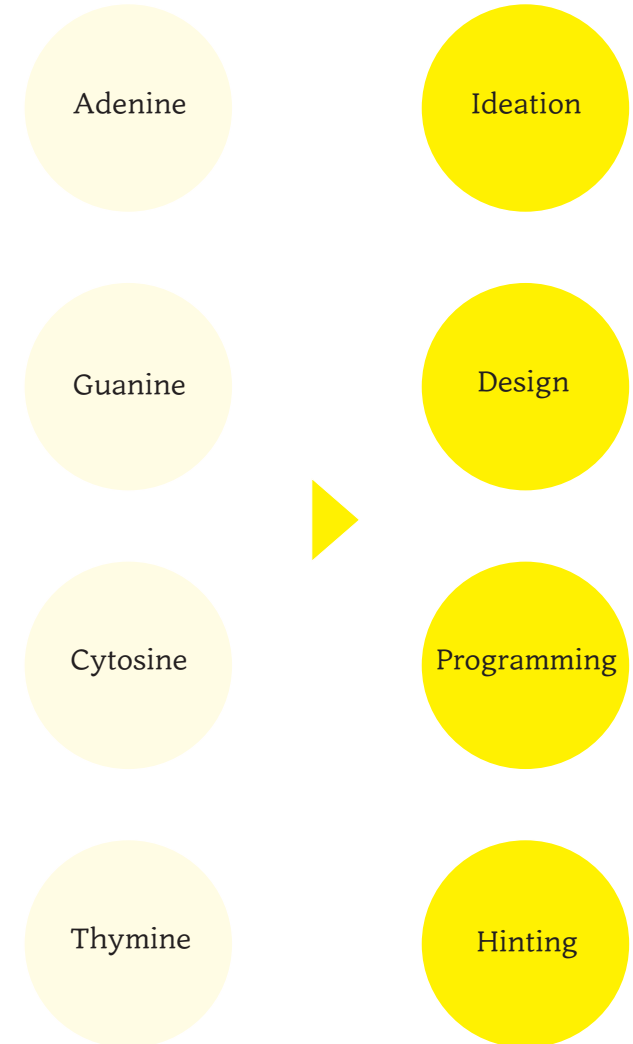 Adenine
Ideation
Guanine
Design
Cytosine
Programming
Thymine
Hinting